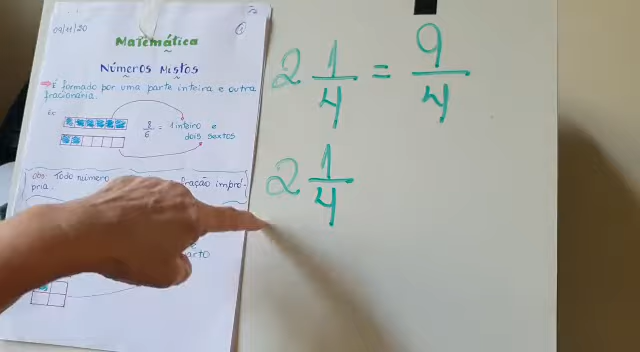 09/11/20
Matemática
Números Mistos
É formado por uma parte inteira e outra
fracionária.
Ex:
8/6 = 1 inteiro e
dois sextos
Obs: Todo número fração impró-
pria.
arto
2 1/4 = 9/4
2 1/4